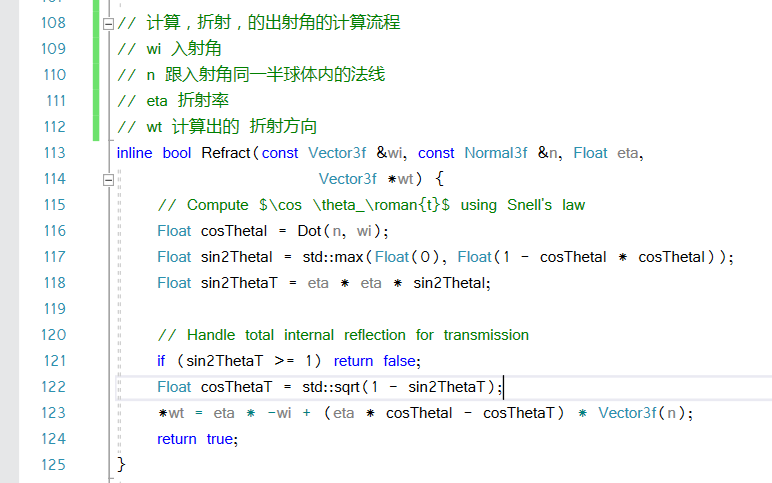 108 // 计算，折射，的出射角的计算流程
109 // wi 入射角
110 // n 跟入射角同一半球体内的法线
111 // eta 折射率
112 // wt 计算出的 折射方向
113 inline bool Refract(const Vector3f &wi, const Normal3f &n, Float eta,
114 Vector3f *wt) {
115 // Compute $\cos \theta_\roman{t}$ using Snell's law
116 Float cosThetaI = Dot(n, wi);
117 Float sin2ThetaI = std::max(Float(0), Float(1 - cosThetaI * cosThetaI));
118 Float sin2ThetaT = eta * eta * sin2ThetaI;
119
120 // Handle total internal reflection for transmission
121 if (sin2ThetaT >= 1) return false;
122 Float cosThetaT = std::sqrt(1 - sin2ThetaT);
123 *wt = eta * -wi + (eta * cosThetaI - cosThetaT) * Vector3f(n);
124 return true;
125 }